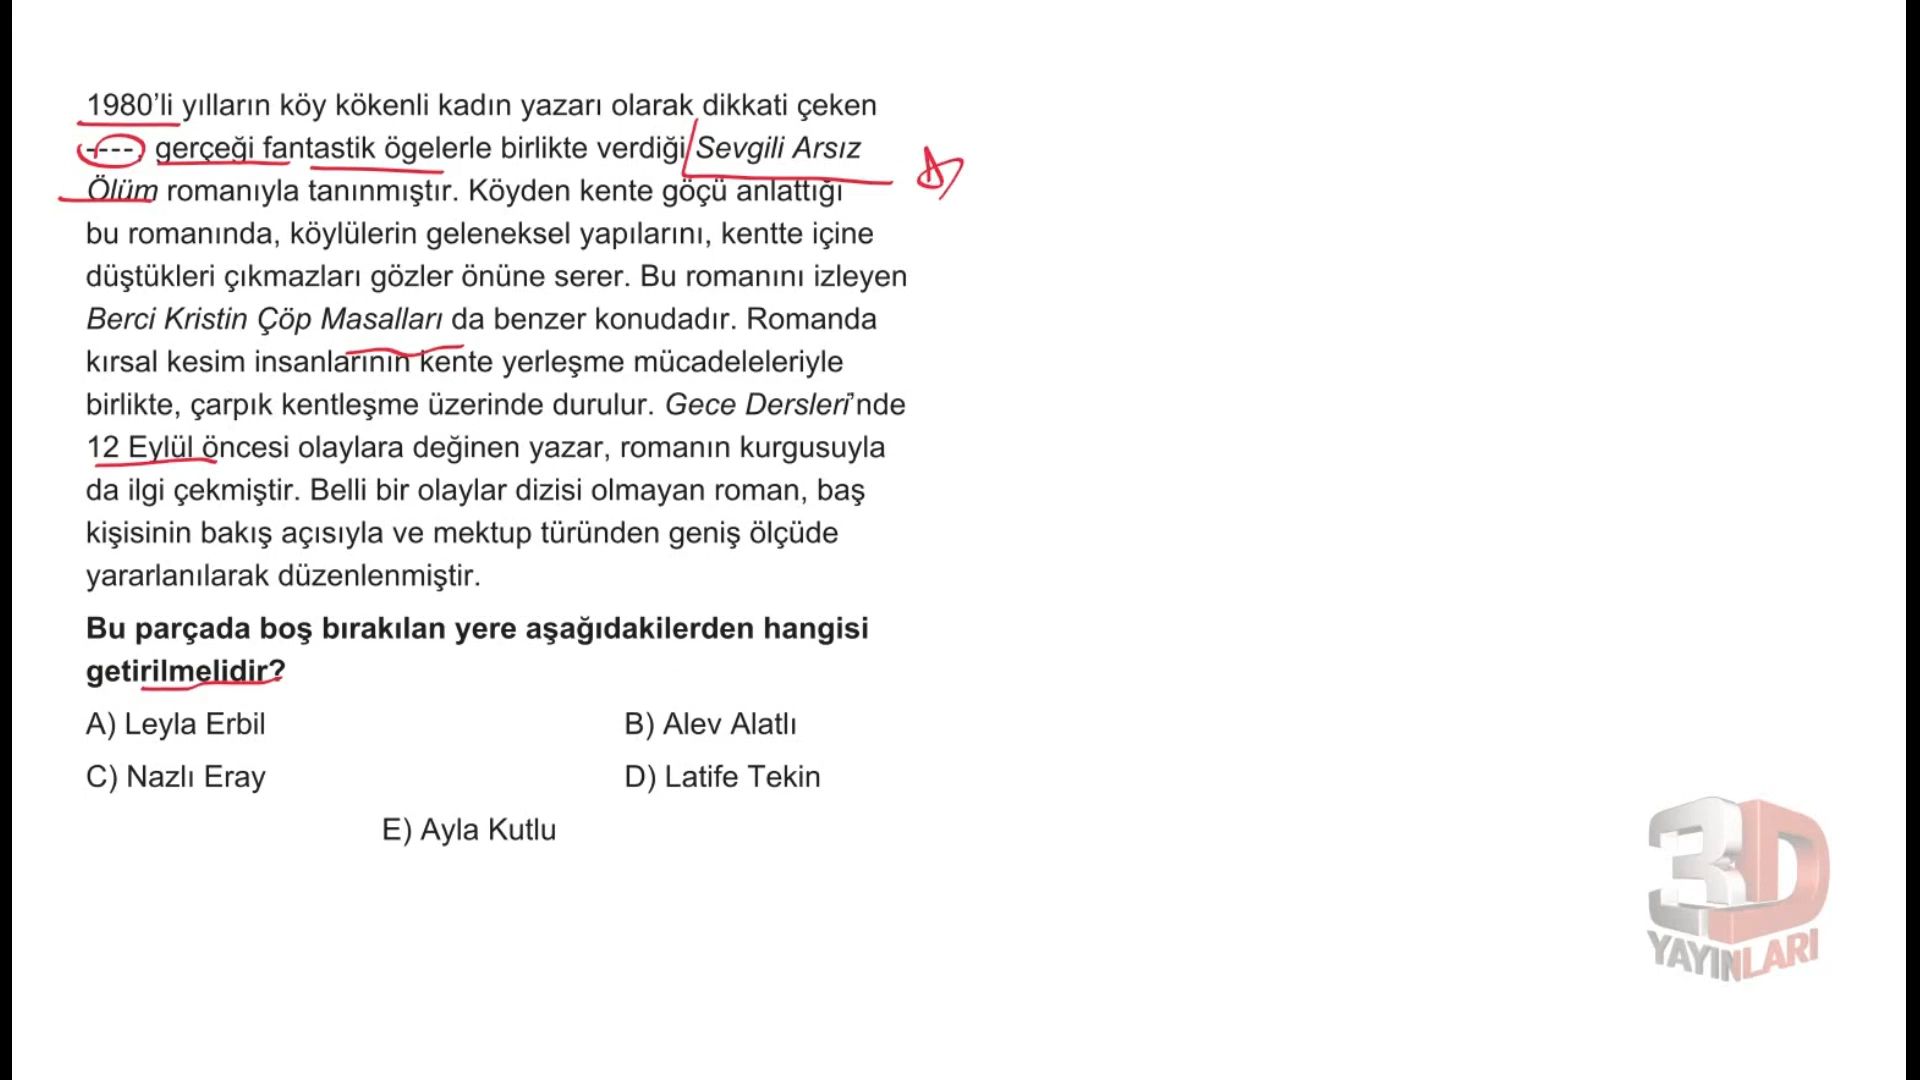 1980’li yılların köy kökenli kadın yazarı olarak dikkati çeken
----, gerçeği fantastik ögelerle birlikte verdiği Sevgili Arsız
Ölüm romanıyla tanınmıştır. Köyden kente göçü anlattığı
bu romanında, köylülerin geleneksel yapılarını, kentte içine
düştükleri çıkmazları gözler önüne serer. Bu romanını izleyen
Berci Kristin Çöp Masalları da benzer konudadır. Romanda
kırsal kesim insanlarının kente yerleşme mücadeleleriyle
birlikte, çarpık kentleşme üzerinde durulur. Gece Dersleri’nde
12 Eylül öncesi olaylara değinen yazar, romanın kurgusuyla
da ilgi çekmiştir. Belli bir olaylar dizisi olmayan roman, baş
kişisinin bakış açısıyla ve mektup türünden geniş ölçüde
yararlanılarak düzenlenmiştir.
Bu parçada boş bırakılan yere aşağıdakilerden hangisi
getirilmelidir?
A) Leyla Erbil
B) Alev Alatlı
C) Nazlı Eray
D) Latife Tekin
E) Ayla Kutlu
3D
YAYINLARI